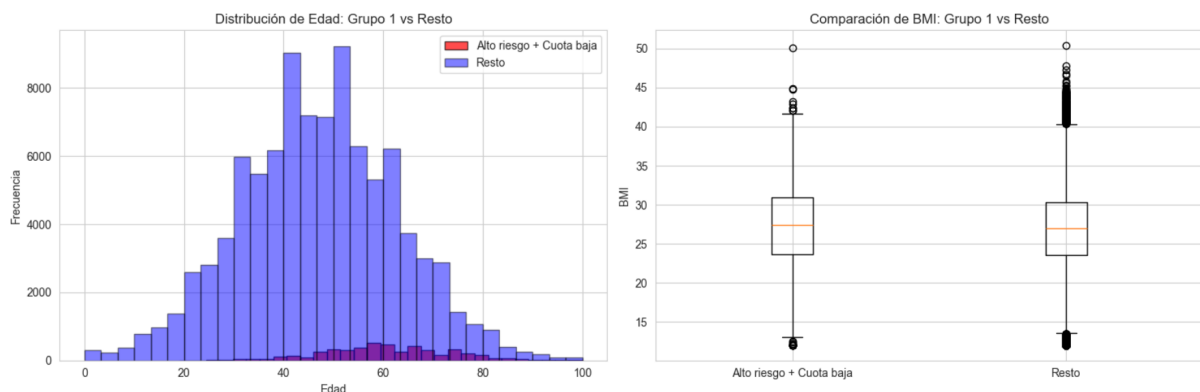 Distribución de Edad: Grupo 1 vs Resto
Alto riesgo + Cuota baja
Resto
Frecuencia
8000
6000
4000
2000
0
0 20 40 60 80 100
Edad
Comparación de BMI: Grupo 1 vs Resto
BMI
50
45
40
35
30
25
20
15
Alto riesgo + Cuota baja Resto